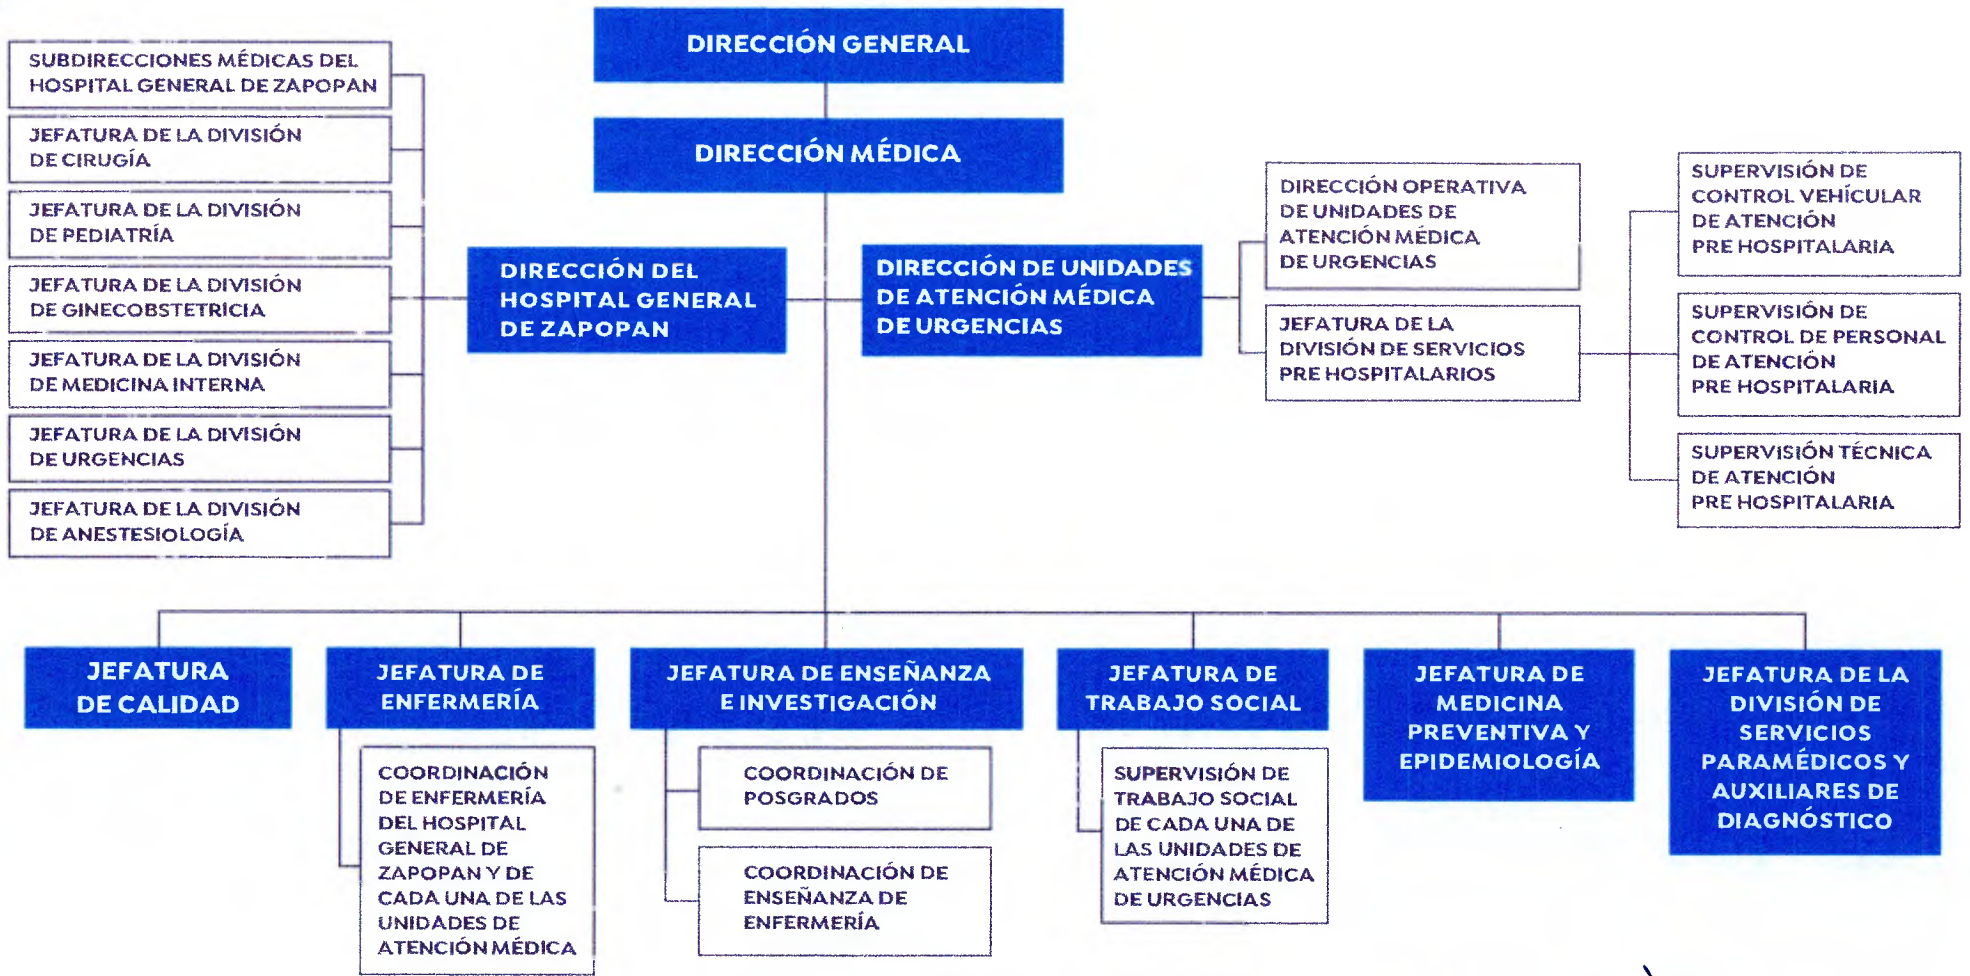 DIRECCIÓN GENERAL
DIRECCIÓN MÉDICA
SUBDIRECCIONES MÉDICAS DEL
HOSPITAL GENERAL DE ZAPOPAN
JEFATURA DE LA DIVISIÓN
DE CIRUGÍA
JEFATURA DE LA DIVISIÓN
DE PEDIATRÍA
JEFATURA DE LA DIVISIÓN
DE GINECOBSTETRICIA
JEFATURA DE LA DIVISIÓN
DE MEDICINA INTERNA
JEFATURA DE LA DIVISIÓN
DE URGENCIAS
JEFATURA DE LA DIVISIÓN
DE ANESTESIOLOGÍA
DIRECCIÓN DEL
HOSPITAL GENERAL
DE ZAPOPAN
DIRECCIÓN DE UNIDADES
DE ATENCIÓN MÉDICA
DE URGENCIAS
DIRECCIÓN OPERATIVA
DE UNIDADES DE
ATENCIÓN MÉDICA
DE URGENCIAS
JEFATURA DE LA
DIVISIÓN DE SERVICIOS
PRE HOSPITALARIOS
SUPERVISIÓN DE
CONTROL VEHÍCULAR
DE ATENCIÓN
PRE HOSPITALARIA
SUPERVISIÓN DE
CONTROL DE PERSONAL
DE ATENCIÓN
PRE HOSPITALARIA
SUPERVISIÓN TÉCNICA
DE ATENCIÓN
PRE HOSPITALARIA
JEFATURA
DE CALIDAD
JEFATURA DE
ENFERMERÍA
COORDINACIÓN
DE ENFERMERÍA
DEL HOSPITAL
GENERAL DE
ZAPOPAN Y DE
CADA UNA DE LAS
UNIDADES DE
ATENCIÓN MÉDICA
JEFATURA DE ENSEÑANZA
E INVESTIGACIÓN
COORDINACIÓN DE
POSGRADOS
COORDINACIÓN DE
ENSEÑANZA DE
ENFERMERÍA
JEFATURA DE
TRABAJO SOCIAL
SUPERVISIÓN DE
TRABAJO SOCIAL
DE CADA UNA DE
LAS UNIDADES DE
ATENCIÓN MÉDICA
DE URGENCIAS
JEFATURA DE
MEDICINA
PREVENTIVA Y
EPIDEMIOLOGÍA
JEFATURA DE LA
DIVISIÓN DE
SERVICIOS
PARAMÉDICOS Y
AUXILIARES DE
DIAGNÓSTICO